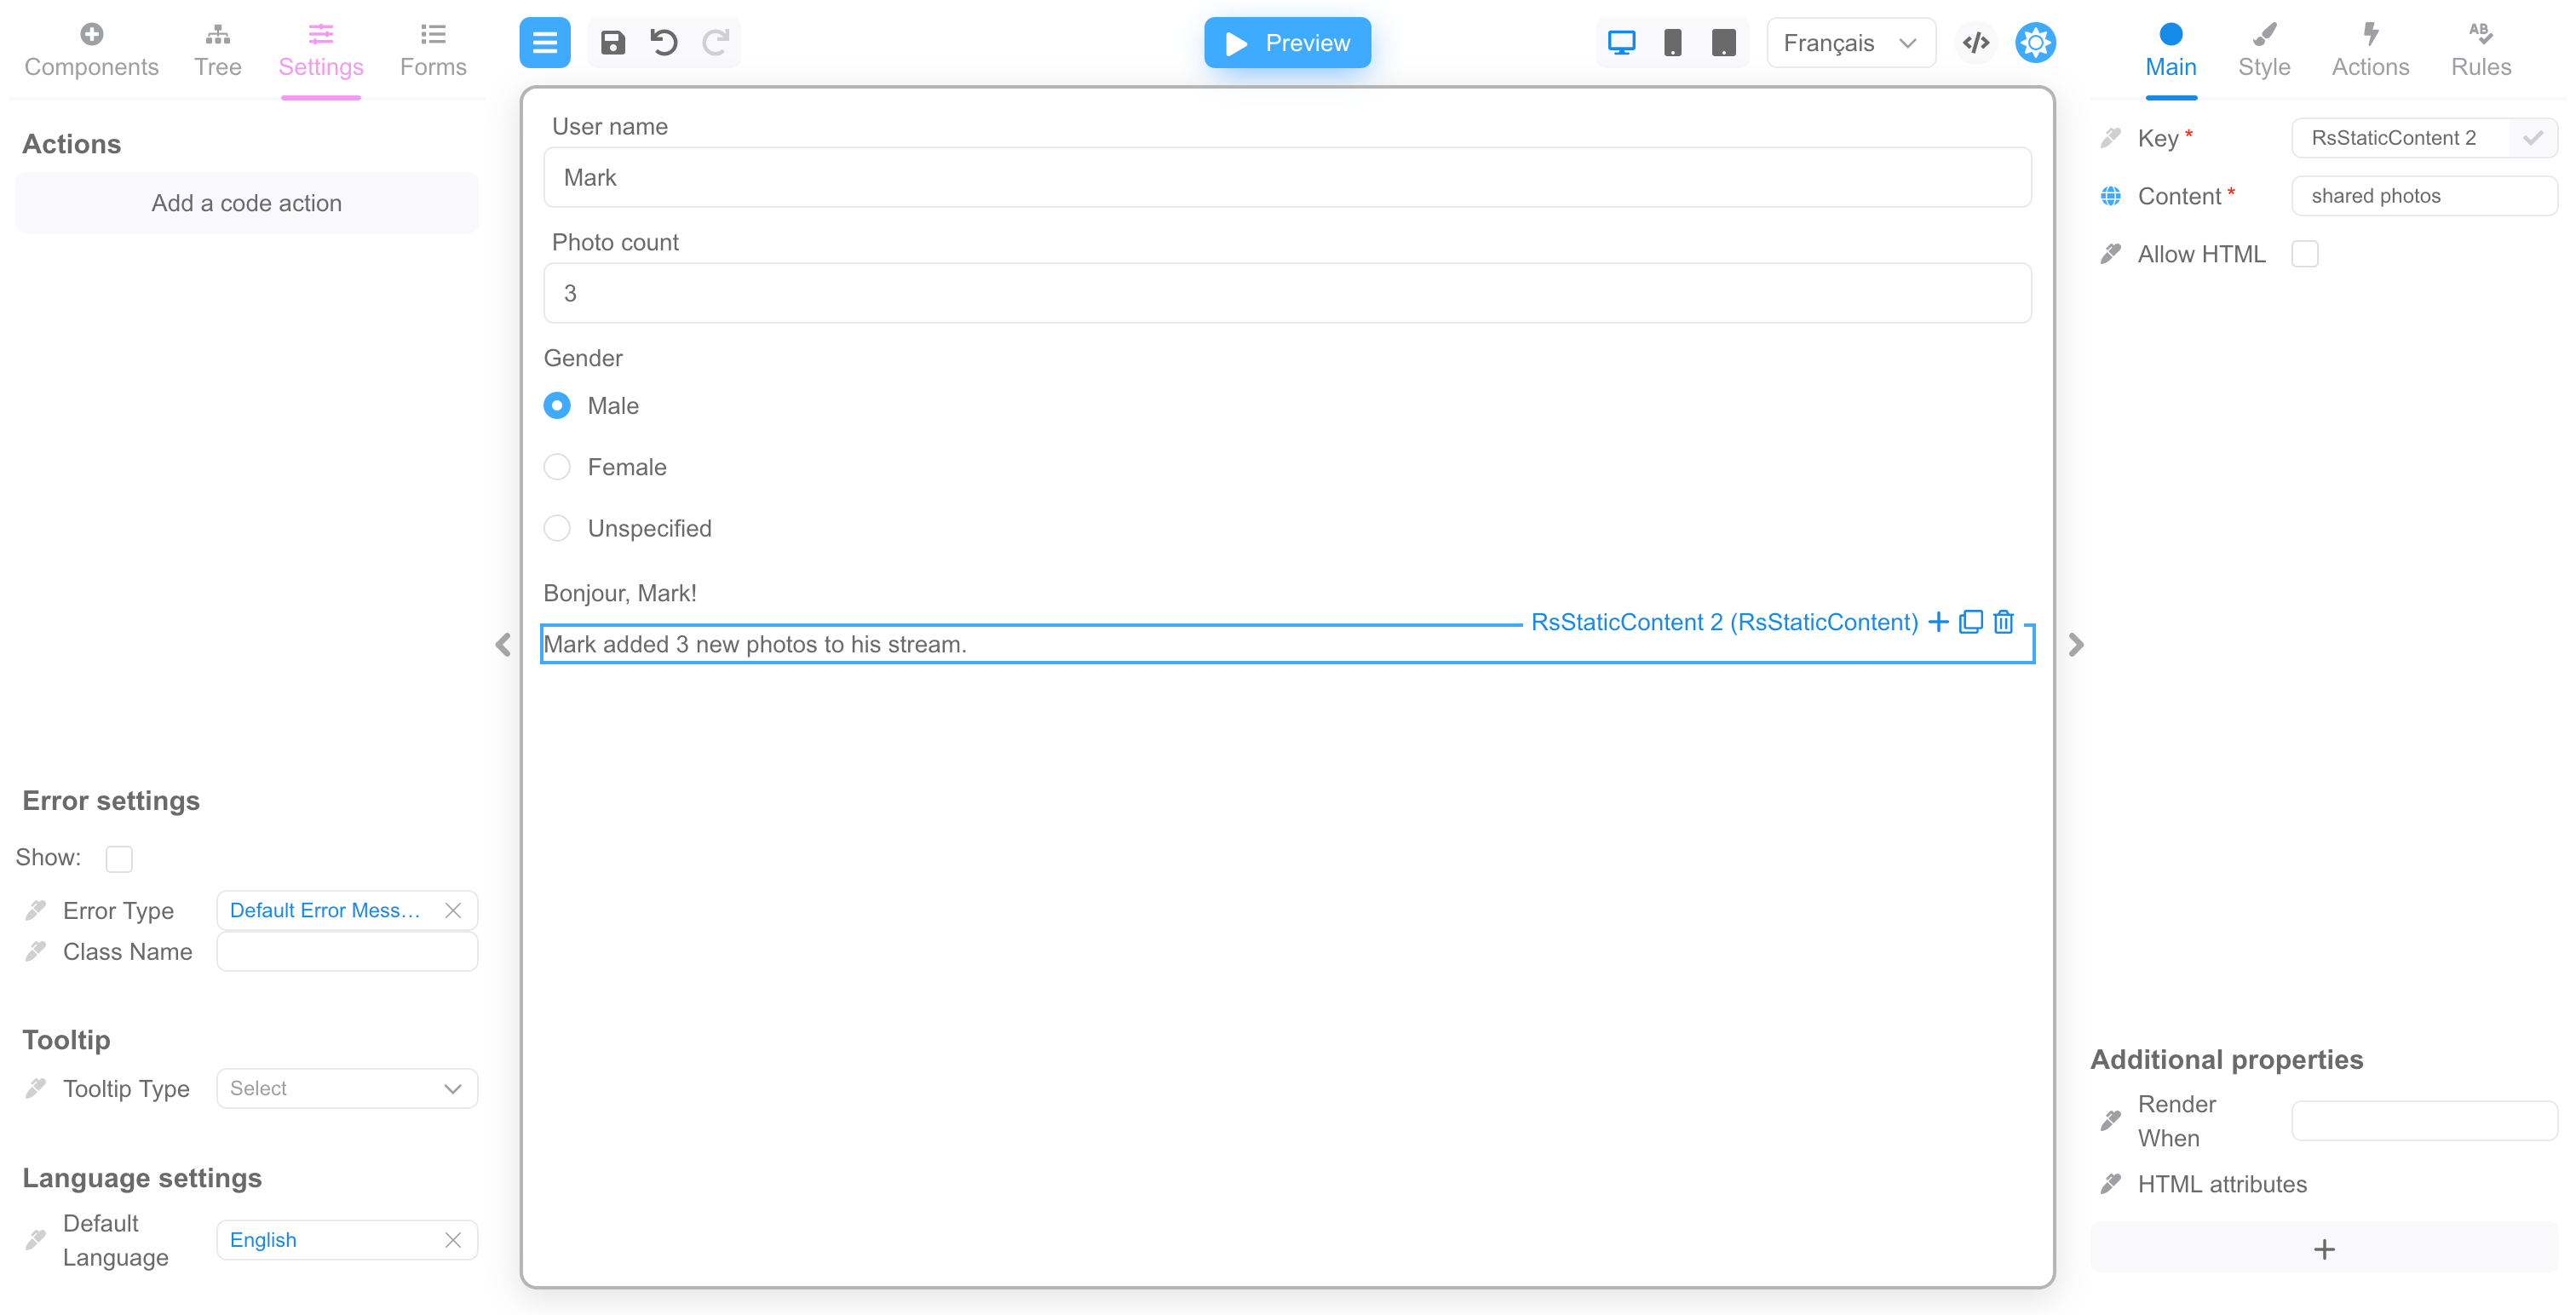 Components
Tree
Settings
Forms
Actions
Add a code action
Error settings
Show:
Error Type
Default Error Mess...
Class Name
Tooltip
Tooltip Type
Select
Language settings
Default
Language
English
Preview
Français
User name
Mark
Photo count
3
Gender
Male
Female
Unspecified
Bonjour, Mark!
RsStaticContent 2 (RsStaticContent)
Mark added 3 new photos to his stream.
Main
Style
Actions
AB
Rules
Key *
RsStaticContent 2
Content *
shared photos
Allow HTML
Additional properties
Render
When
HTML attributes